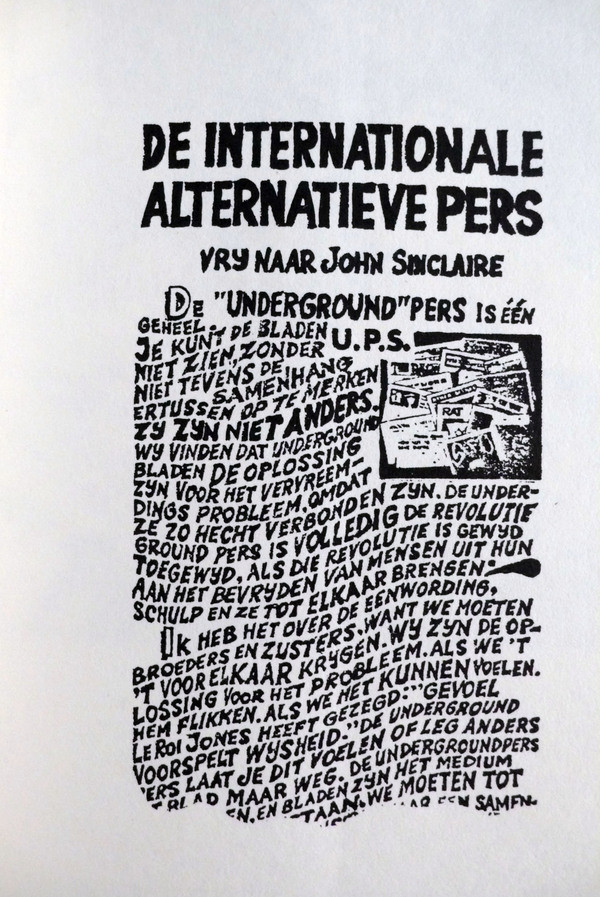 DE INTERNATIONALE
ALTERNATIEVE PERS
VRY NAAR JOHN SINCLAIRE
DE "UNDERGROUND" PERS IS ÉÉN
GEHEEL.
JE KUNT DE BLADEN
U.P.S.
NIET ZIEN, ZONDER
NIET TEVENS DE
SAMENHANG
ERTUSSEN OP TE MERKEN
ZY ZYN NIET ANDERS.
WY VINDEN DAT UNDERGROUND
BLADEN DE OPLOSSING
ZYN VOOR HET VERVREEM-
DINGS PROBLEEM, OMDAT
ZE ZO HECHT VERBONDEN ZYN. DE UNDER-
GROUND PERS IS VOLLEDIG DE REVOLUTIE
TOEGEWYD, ALS DIE REVOLUTIE IS GEWYD
AAN HET BEVRYDEN VAN MENSEN UIT HUN
SCHULP EN ZE TOT ELKAAR BRENGEN.
IK HEB HET OVER DE EENWORDING,
BROEDERS EN ZUSTERS, WANT WE MOETEN
'T VOOR ELKAAR KRYGEN. WY ZYN DE OP-
LOSSING VOOR HET PROBLEEM. ALS WE 'T
HEM FLIKKEN. ALS WE HET KUNNEN VOELEN.
LE ROI JONES HEEFT GEZEGD: "GEVOEL
VOORSPELT WYSHEID." DE UNDERGROUND
PERS LAAT JE DIT VOELEN OF LEG ANDERS
'T BLAD MAAR WEG. DE UNDERGROUNDPERS
EN BLADEN ZYN HET MEDIUM
WE MOETEN TOT
EEN SAMEN-
RAT